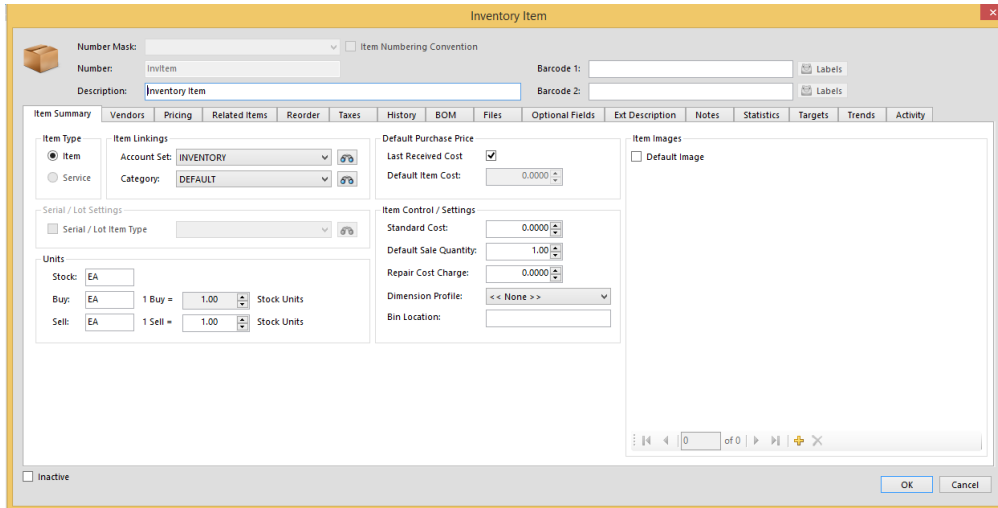 Inventory Item
Number Mask: Item Numbering Convention
Number: InvItem Barcode 1: Labels
Description: Inventory Item Barcode 2: Labels
Item Summary Vendors Pricing Related Items Reorder Taxes History BOM Files Optional Fields Ext Description Notes Statistics Targets Trends Activity
Item Type Item Linkings Default Purchase Price Item Images
Item Account Set: INVENTORY Last Received Cost Default Image
Service Category: DEFAULT Default Item Cost: 0.0000
Serial / Lot Settings Item Control / Settings
Serial / Lot Item Type Standard Cost: 0.0000
Default Sale Quantity: 1.00
Units
Stock: EA Repair Cost Charge: 0.0000
Buy: EA 1 Buy = 1.00 Stock Units Dimension Profile: << None >>
Sell: EA 1 Sell = 1.00 Stock Units Bin Location:
0 of 0
Inactive
OK Cancel